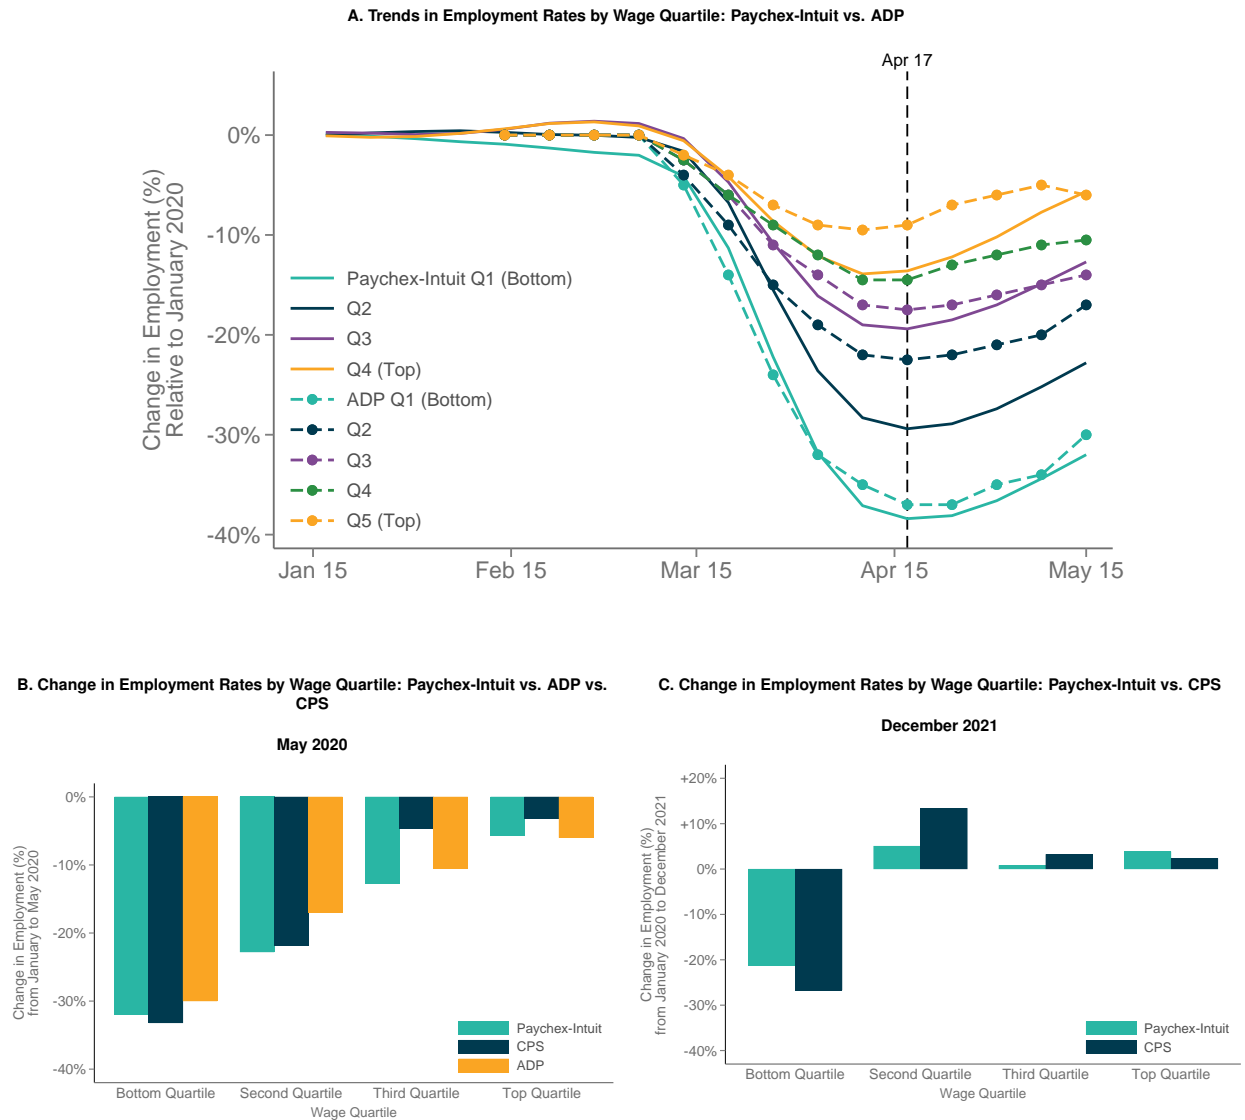 A. Trends in Employment Rates by Wage Quartile: Paychex-Intuit vs. ADP
Apr 17
Change in Employment (%)
Relative to January 2020
0%
-10%
-20%
-30%
-40%
Paychex-Intuit Q1 (Bottom)
Q2
Q3
Q4 (Top)
ADP Q1 (Bottom)
Q2
Q3
Q4
Q5 (Top)
Jan 15
Feb 15
Mar 15
Apr 15
May 15
B. Change in Employment Rates by Wage Quartile: Paychex-Intuit vs. ADP vs.
CPS
May 2020
Change in Employment (%)
from January to May 2020
0%
-10%
-20%
-30%
-40%
Paychex-Intuit
CPS
ADP
Bottom Quartile
Second Quartile
Third Quartile
Top Quartile
Wage Quartile
C. Change in Employment Rates by Wage Quartile: Paychex-Intuit vs. CPS
December 2021
Change in Employment (%)
from January 2020 to December 2021
+20%
+10%
0%
-10%
-20%
-30%
-40%
Paychex-Intuit
CPS
Bottom Quartile
Second Quartile
Third Quartile
Top Quartile
Wage Quartile